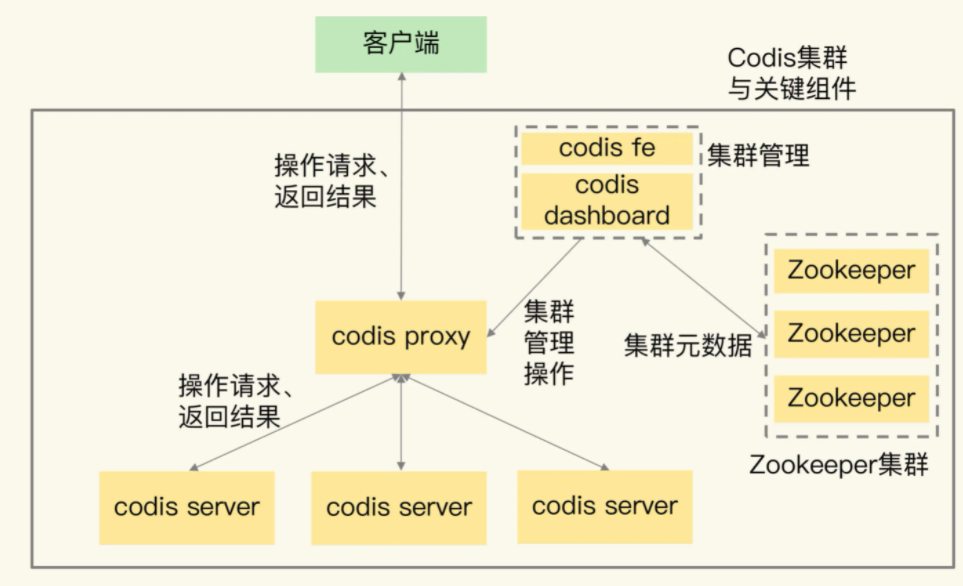 客户端
Codis集群
与关键组件
操作请求、
返回结果
codis fe
codis
dashboard
集群管理
Zookeeper
Zookeeper
Zookeeper
Zookeeper集群
codis proxy
集群
管理
操作
集群元数据
操作请求、
返回结果
codis server
codis server
codis server